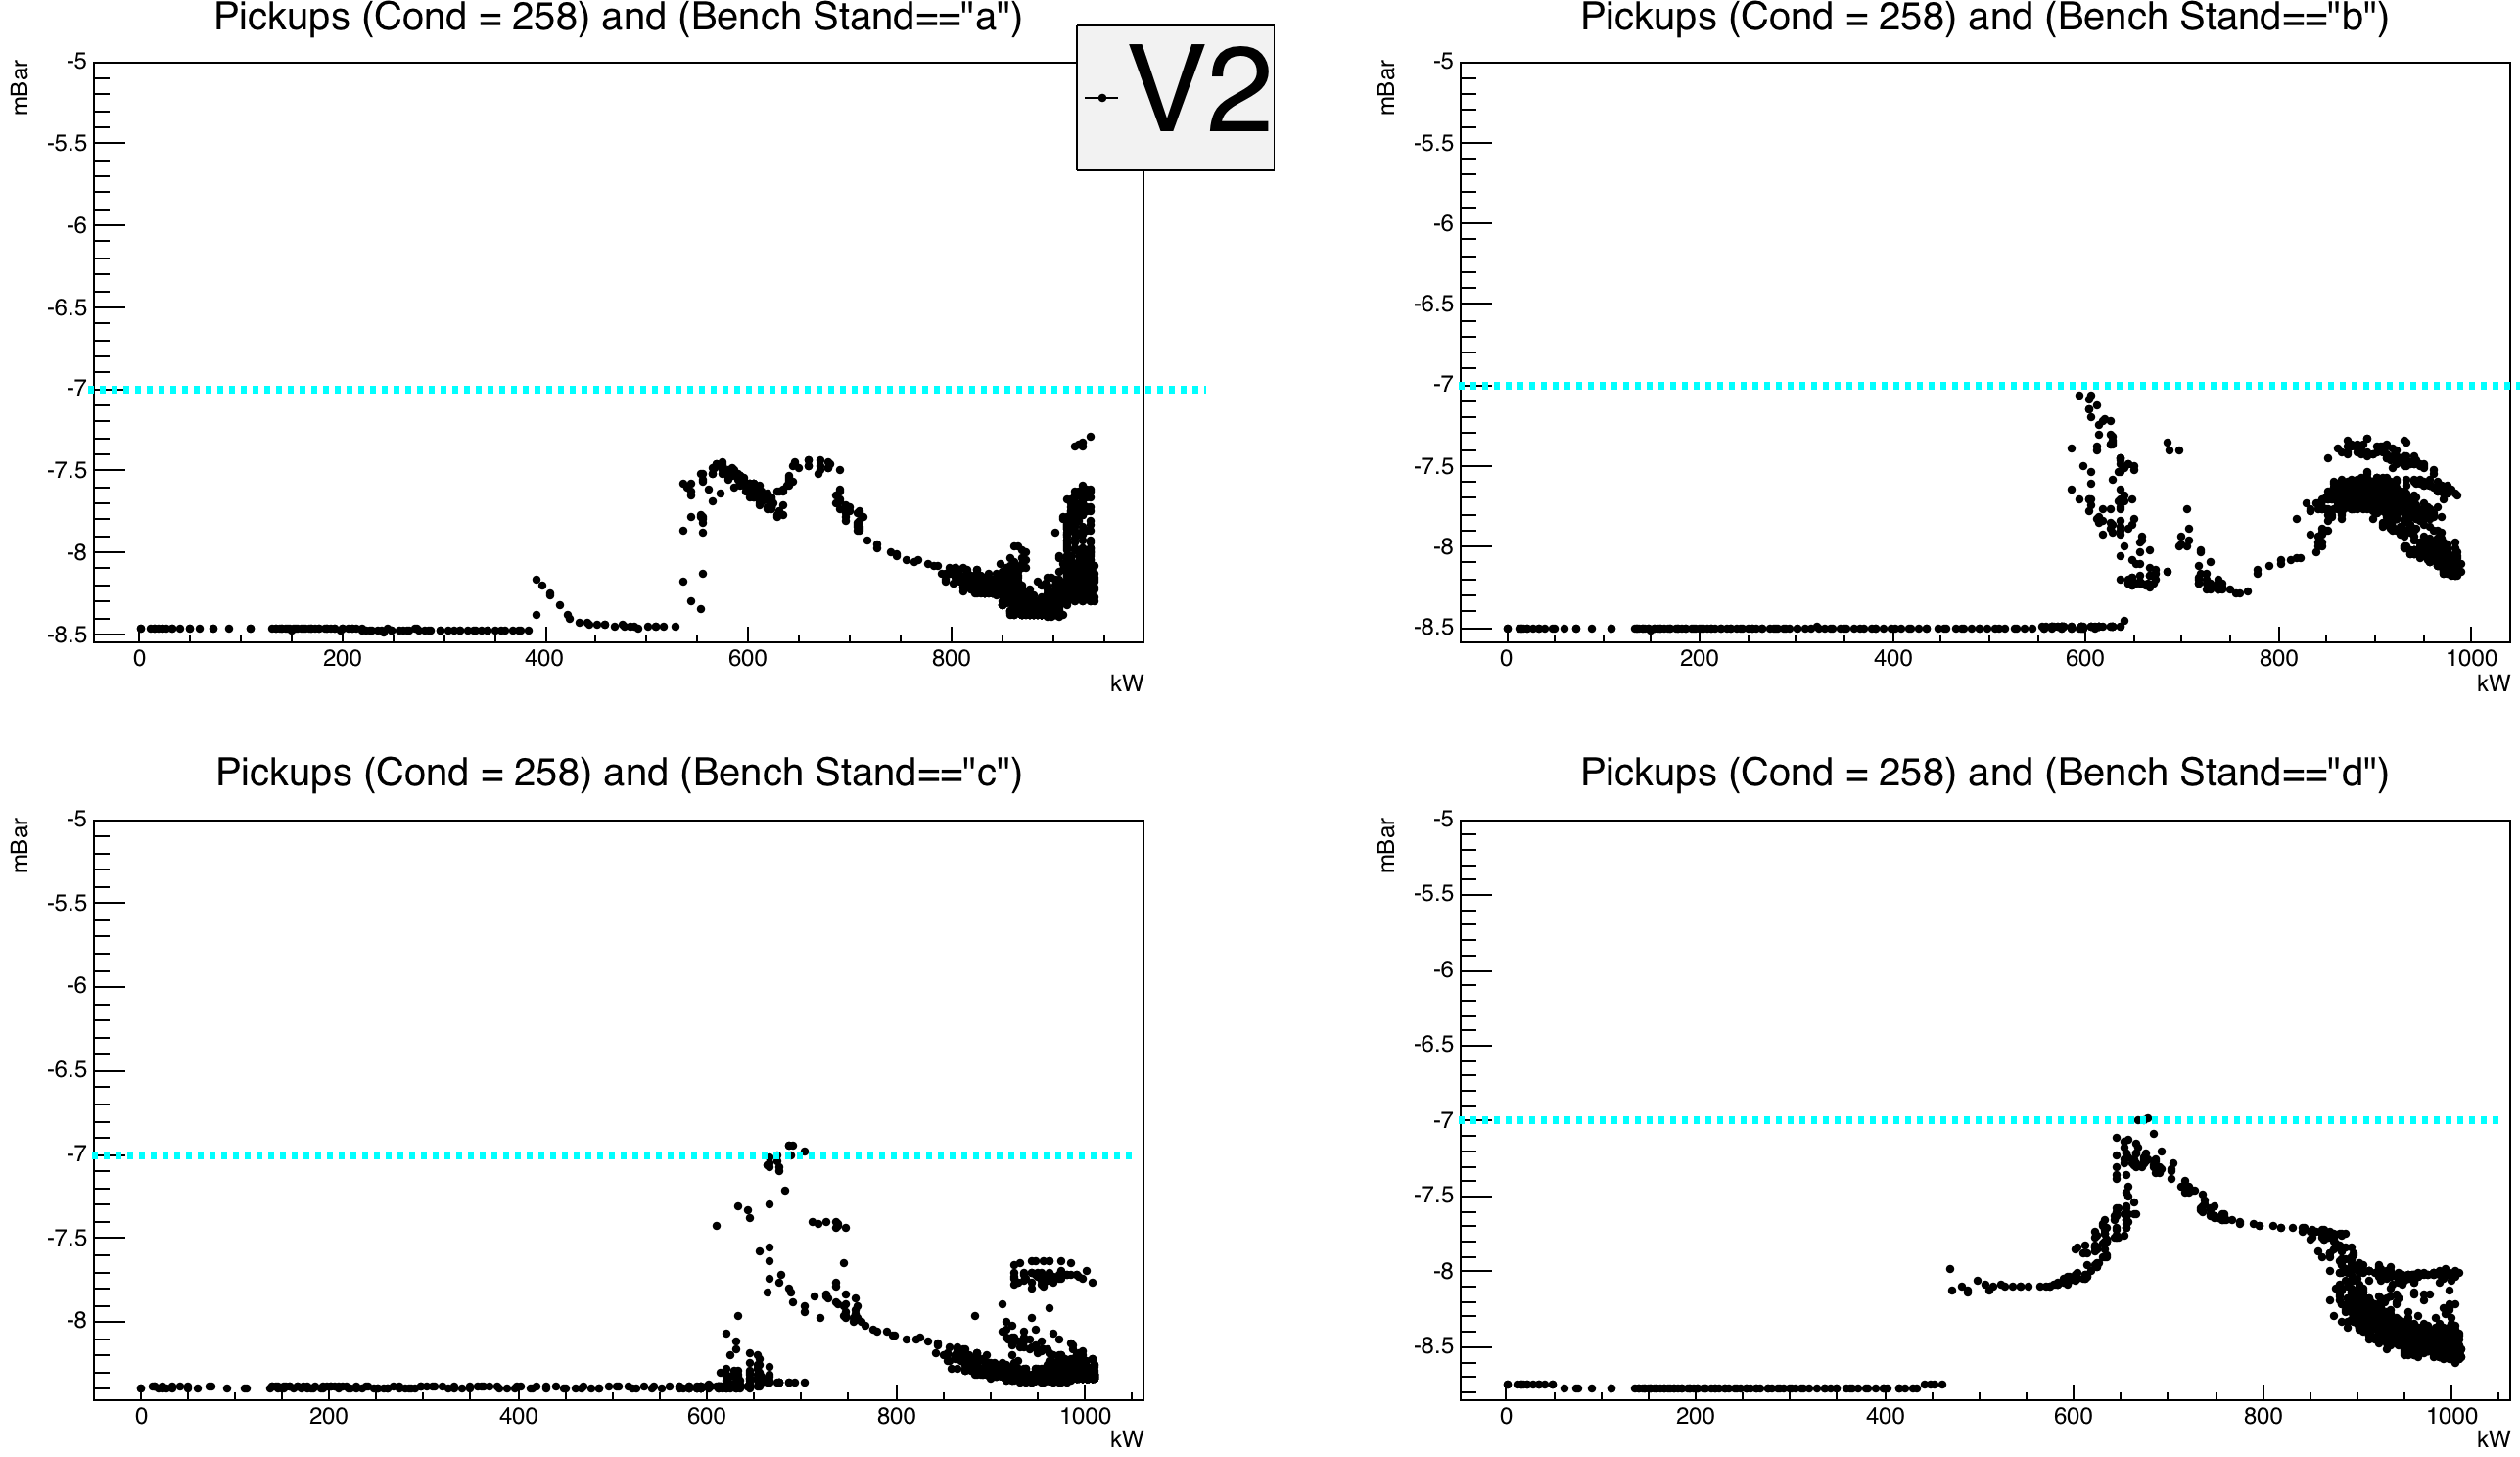 Pickups (Cond = 258) and (Bench Stand=="a")
mBar
V2
-5
-5.5
-6
-6.5
-7
-7.5
-8
-8.5
0 200 400 600 800
kW
Pickups (Cond = 258) and (Bench Stand=="b")
mBar
-5
-5.5
-6
-6.5
-7
-7.5
-8
-8.5
0 200 400 600 800 1000
kW
Pickups (Cond = 258) and (Bench Stand=="c")
mBar
-5
-5.5
-6
-6.5
-7
-7.5
-8
0 200 400 600 800 1000
kW
Pickups (Cond = 258) and (Bench Stand=="d")
mBar
-5
-5.5
-6
-6.5
-7
-7.5
-8
-8.5
0 200 400 600 800 1000
kW